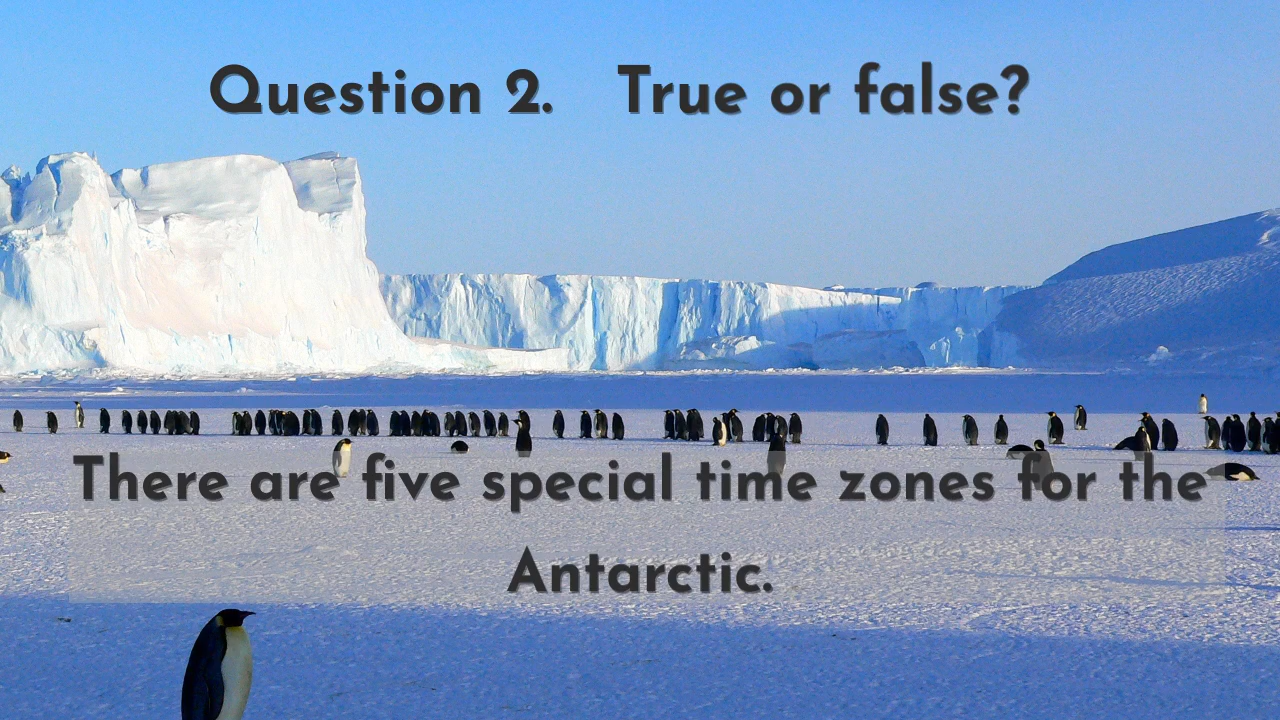 Question 2. True or false?
There are five special time zones for the
Antarctic.